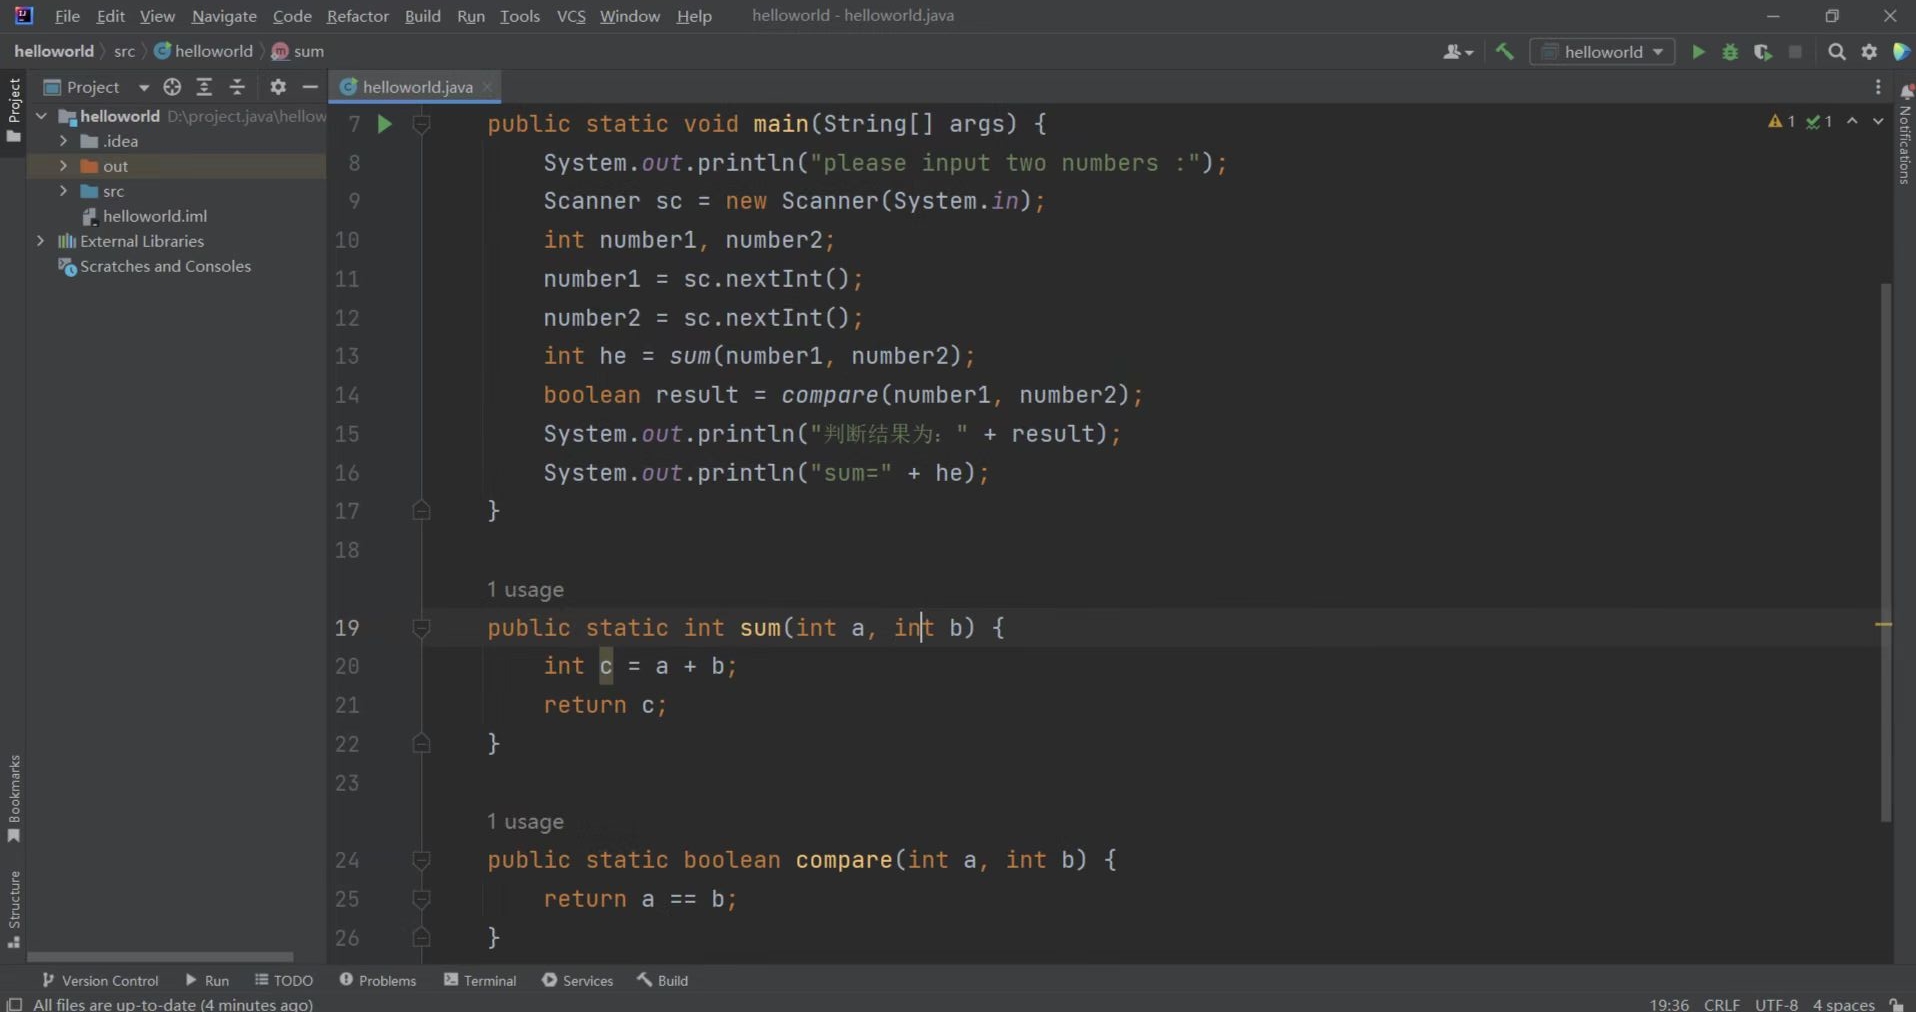 File Edit View Navigate Code Refactor Build Run Tools VCS Window Help helloworld - helloworld.java
helloworld src helloworld sum helloworld
Project helloworld.java
Project
helloworld D:\project.java\hellow
.idea
out
src
helloworld.iml
External Libraries
Scratches and Consoles
Bookmarks
Structure
1 1
7 public static void main(String[] args) {
8 System.out.println("please input two numbers :");
9 Scanner sc = new Scanner(System.in);
10 int number1, number2;
11 number1 = sc.nextInt();
12 number2 = sc.nextInt();
13 int he = sum(number1, number2);
14 boolean result = compare(number1, number2);
15 System.out.println("判断结果为：" + result);
16 System.out.println("sum=" + he);
17 }
18
1 usage
19 public static int sum(int a, int b) {
20 int c = a + b;
21 return c;
22 }
23
1 usage
24 public static boolean compare(int a, int b) {
25 return a == b;
26 }
Notifications
Version Control Run TODO Problems Terminal Services Build
All files are up-to-date (4 minutes ago) 19:36 CRLF UTF-8 4 spaces